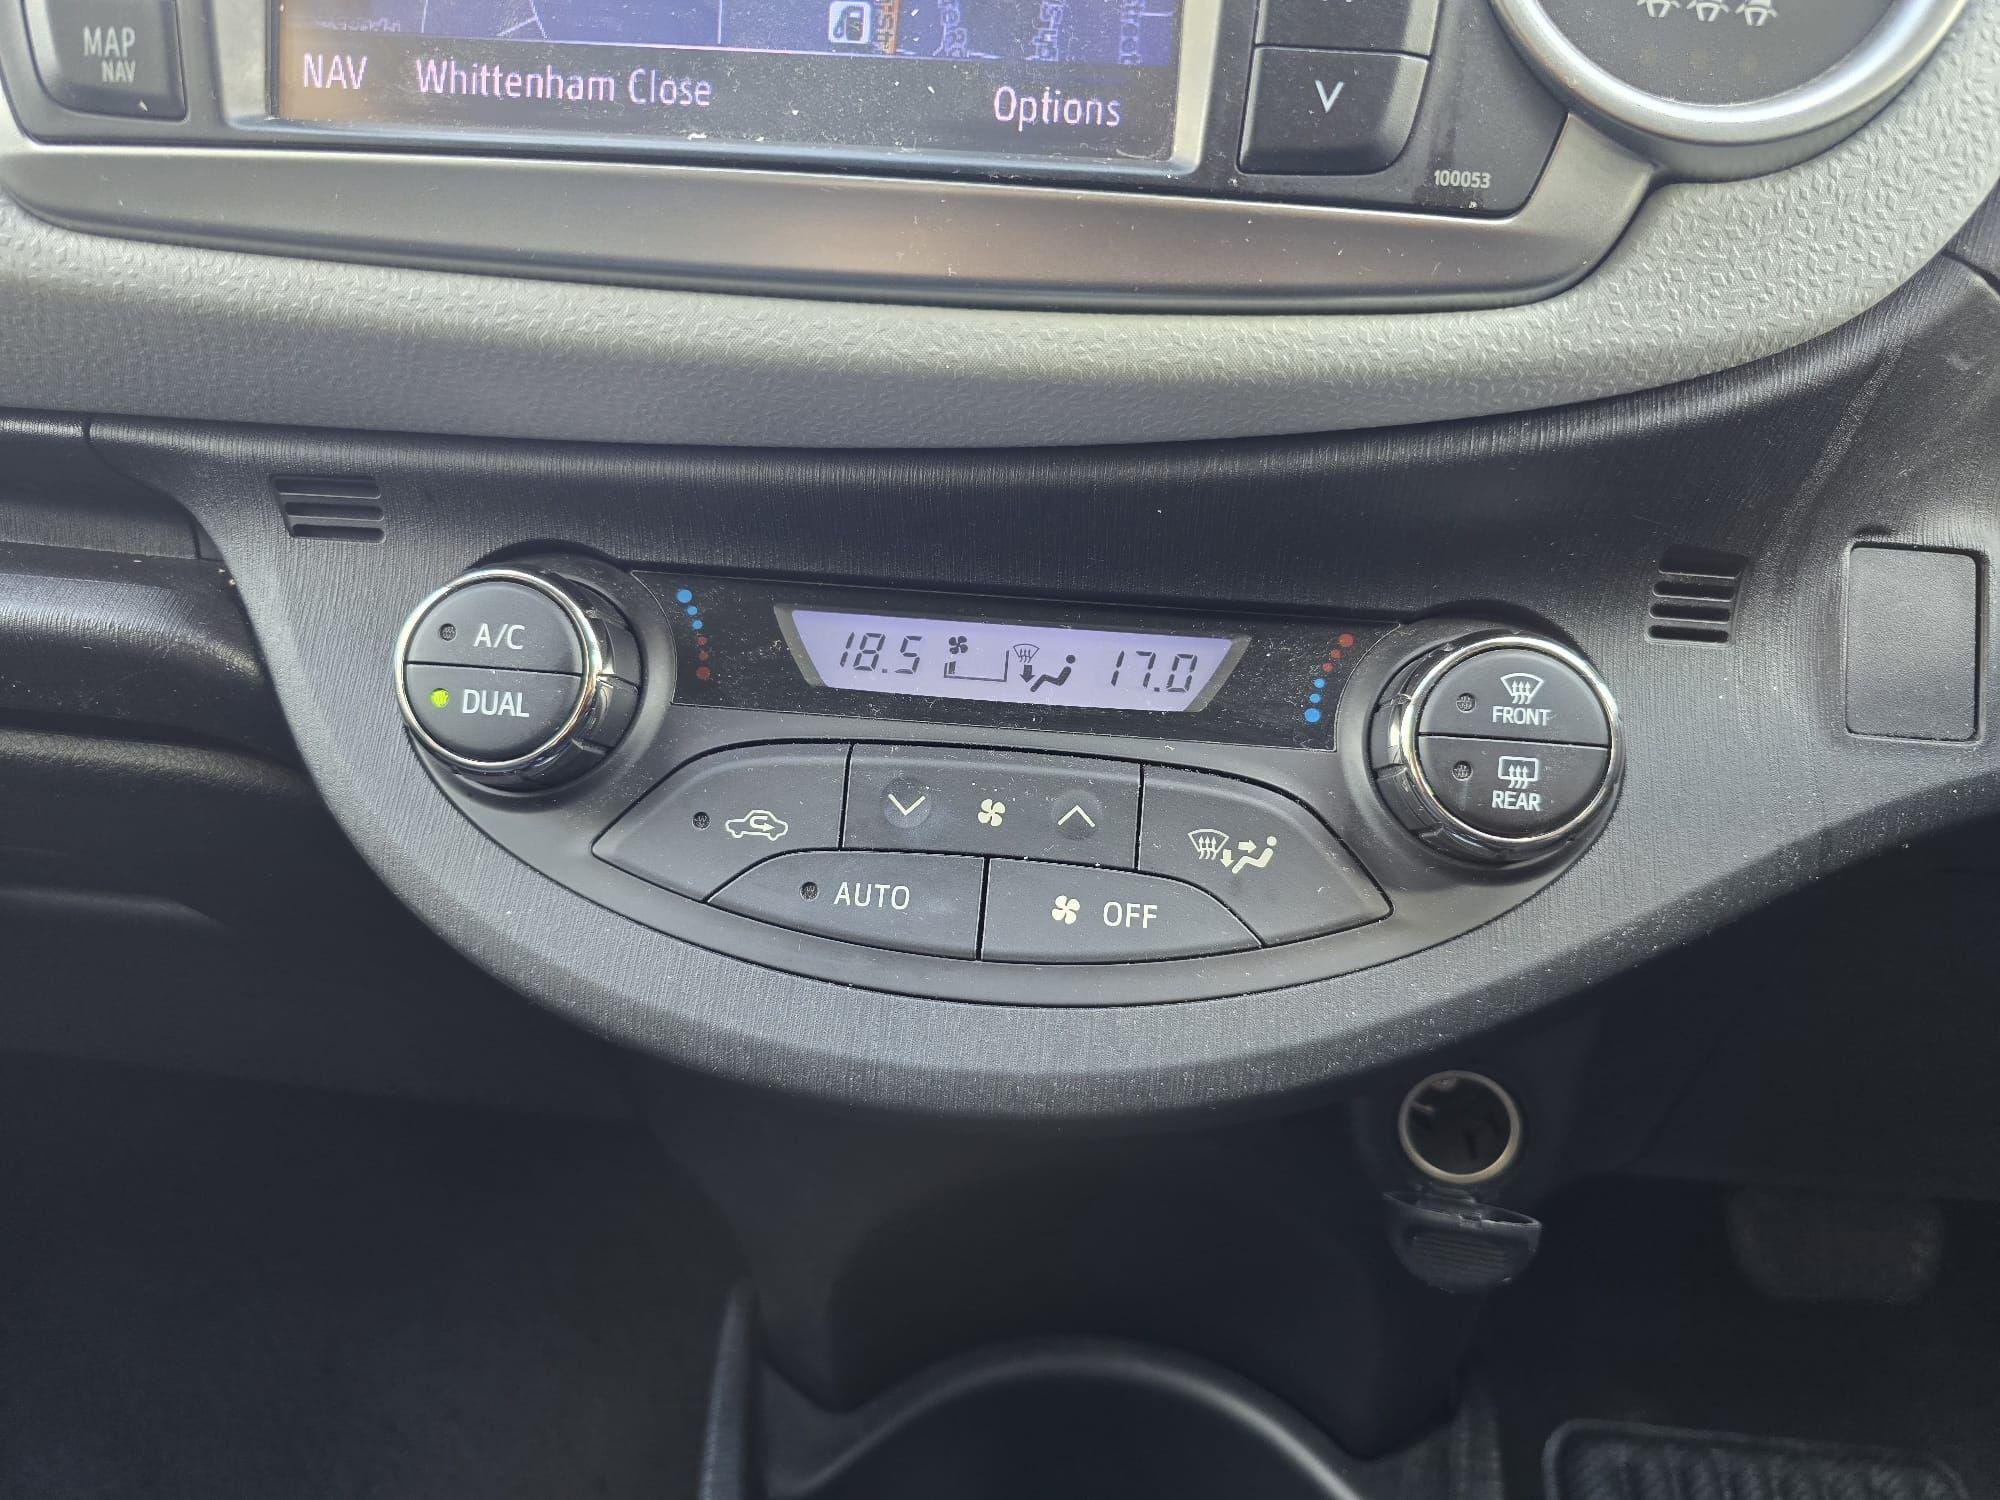 MAP
NAV
NAV Whittenham Close Options
100053
A/C
DUAL
18.5 17.0
FRONT
REAR
AUTO
OFF